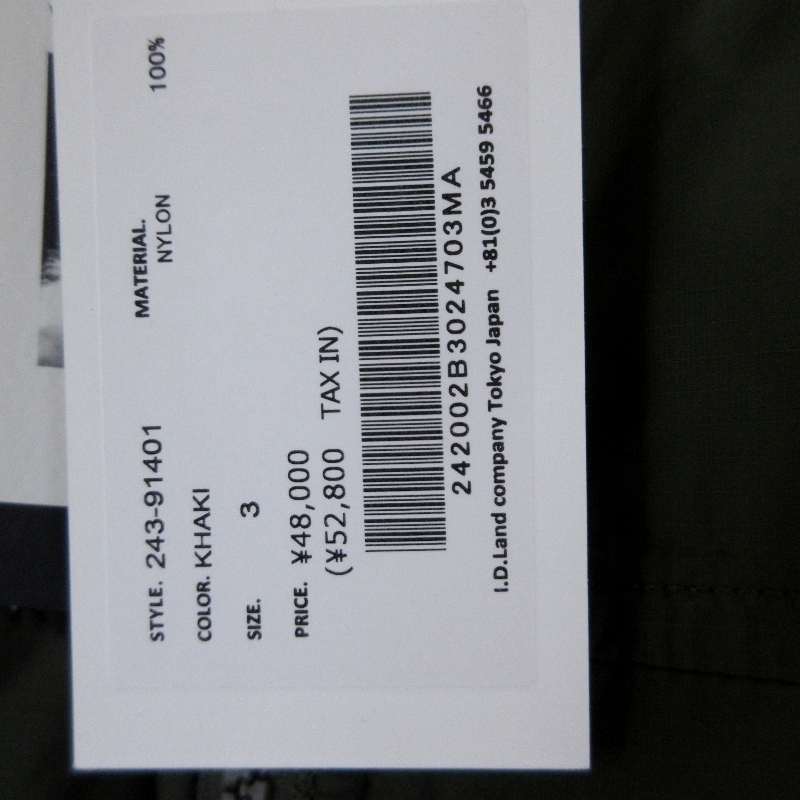 STYLE. 243-91401
MATERIAL.
NYLON 100%
COLOR. KHAKI
SIZE. 3
PRICE. ¥48,000
(¥52,800 TAX IN)
242002B3024703MA
I.D.Land company Tokyo Japan +81(0)3 5459 5466